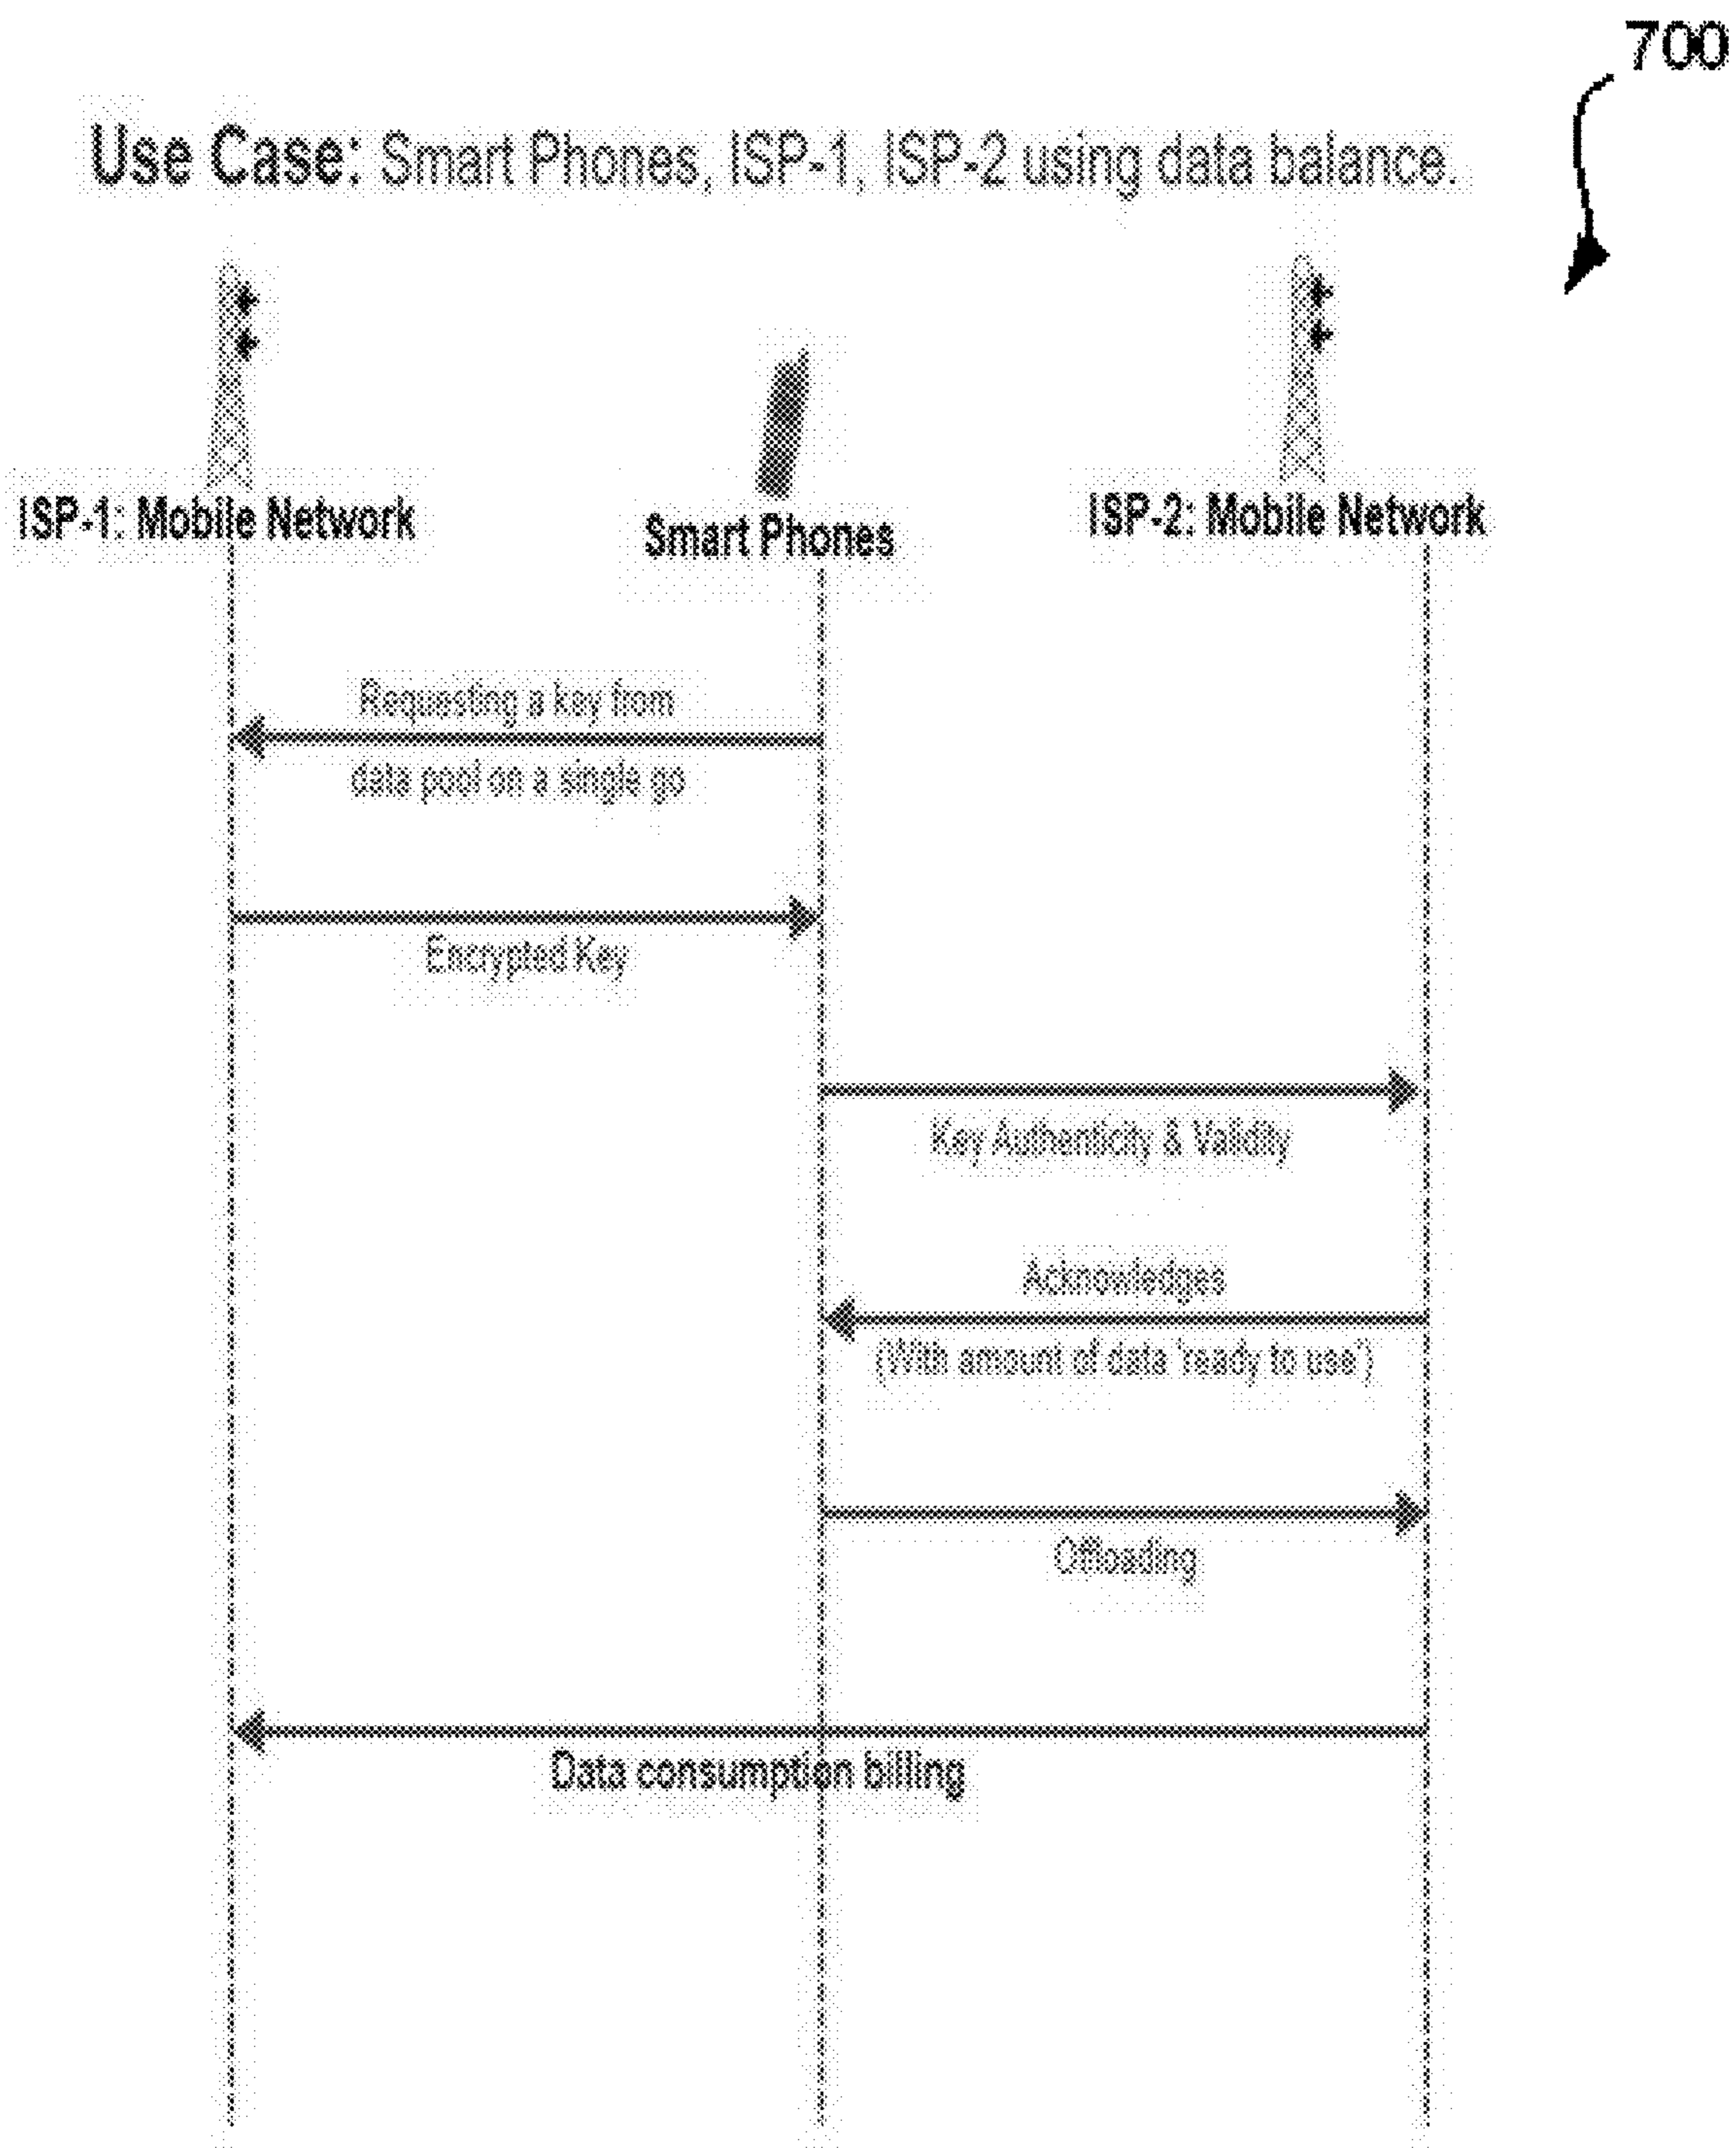 700
Use Case: Smart Phones, ISP-1, ISP-2 using data balance.
ISP-1: Mobile Network
Smart Phones
ISP-2: Mobile Network
Requesting a key from
data pool on a single go
Encrypted Key
Key Authenticity & Validity
Acknowledges
(With amount of data 'ready to use')
Offloading
Data consumption billing